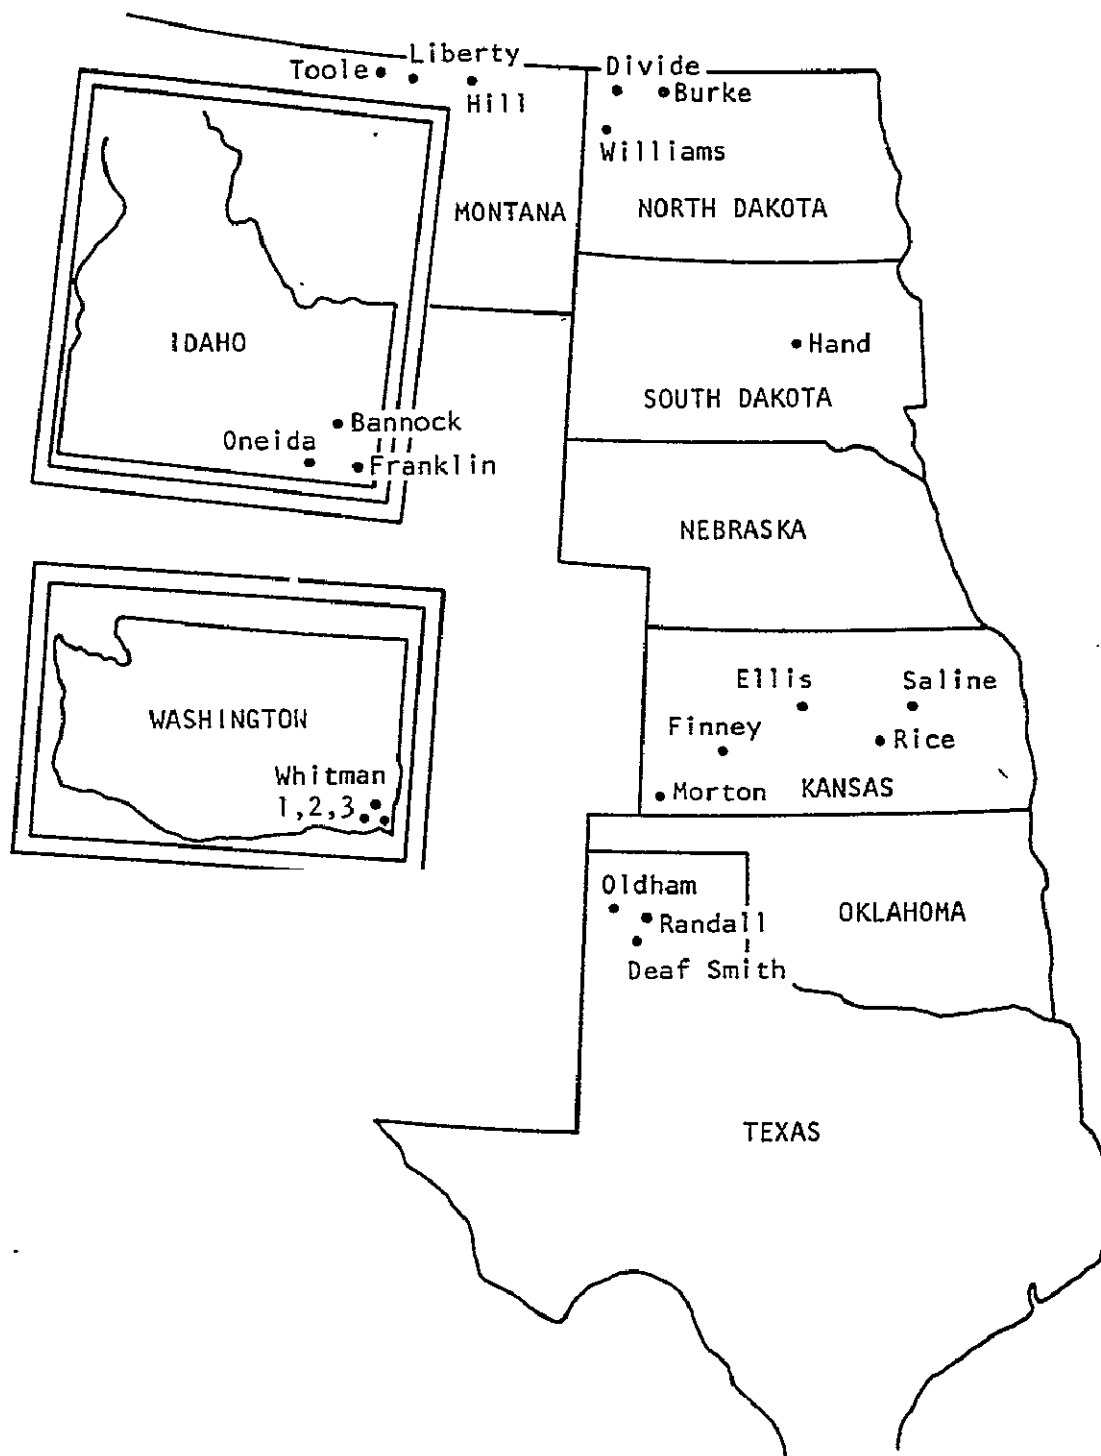 Liberty
Toole
Hill
Divide
Burke
Williams
MONTANA
NORTH DAKOTA
IDAHO
Hand
SOUTH DAKOTA
Bannock
Oneida
Franklin
NEBRASKA
Ellis
Saline
WASHINGTON
Finney
Rice
Whitman
1,2,3
Morton
KANSAS
Oldham
Randall
OKLAHOMA
Deaf Smith
TEXAS